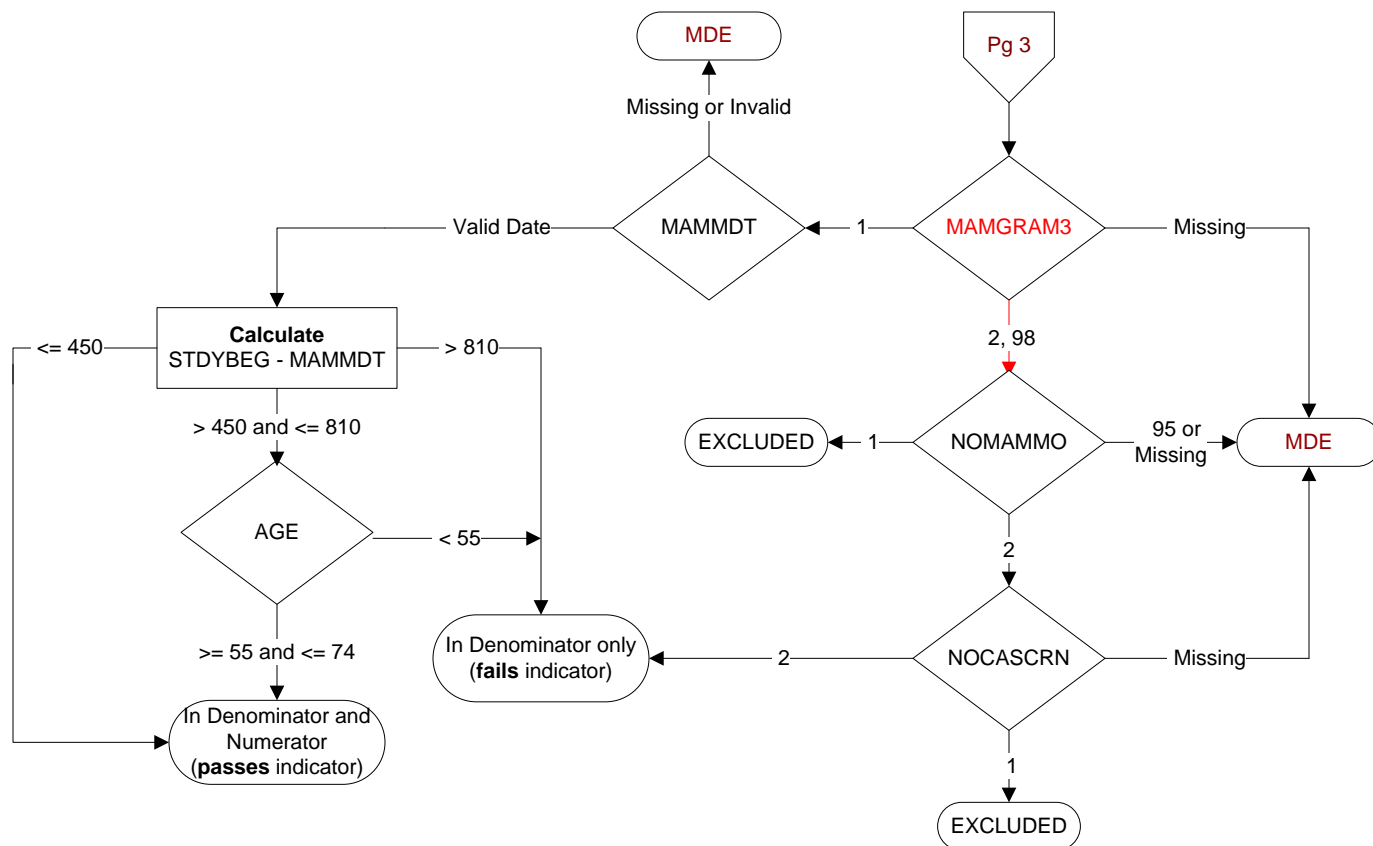 MDE
Pg 3
Missing or Invalid
Valid Date
MAMMDT
1
MAMGRAM3
Missing
<= 450
Calculate
STDYBEG - MAMMDT
> 810
2, 98
> 450 and <= 810
EXCLUDED
1
NOMAMMO
95 or
Missing
MDE
AGE
< 55
2
>= 55 and <= 74
In Denominator only
(fails indicator)
2
NOCASCRN
Missing
In Denominator and
Numerator
(passes indicator)
1
EXCLUDED